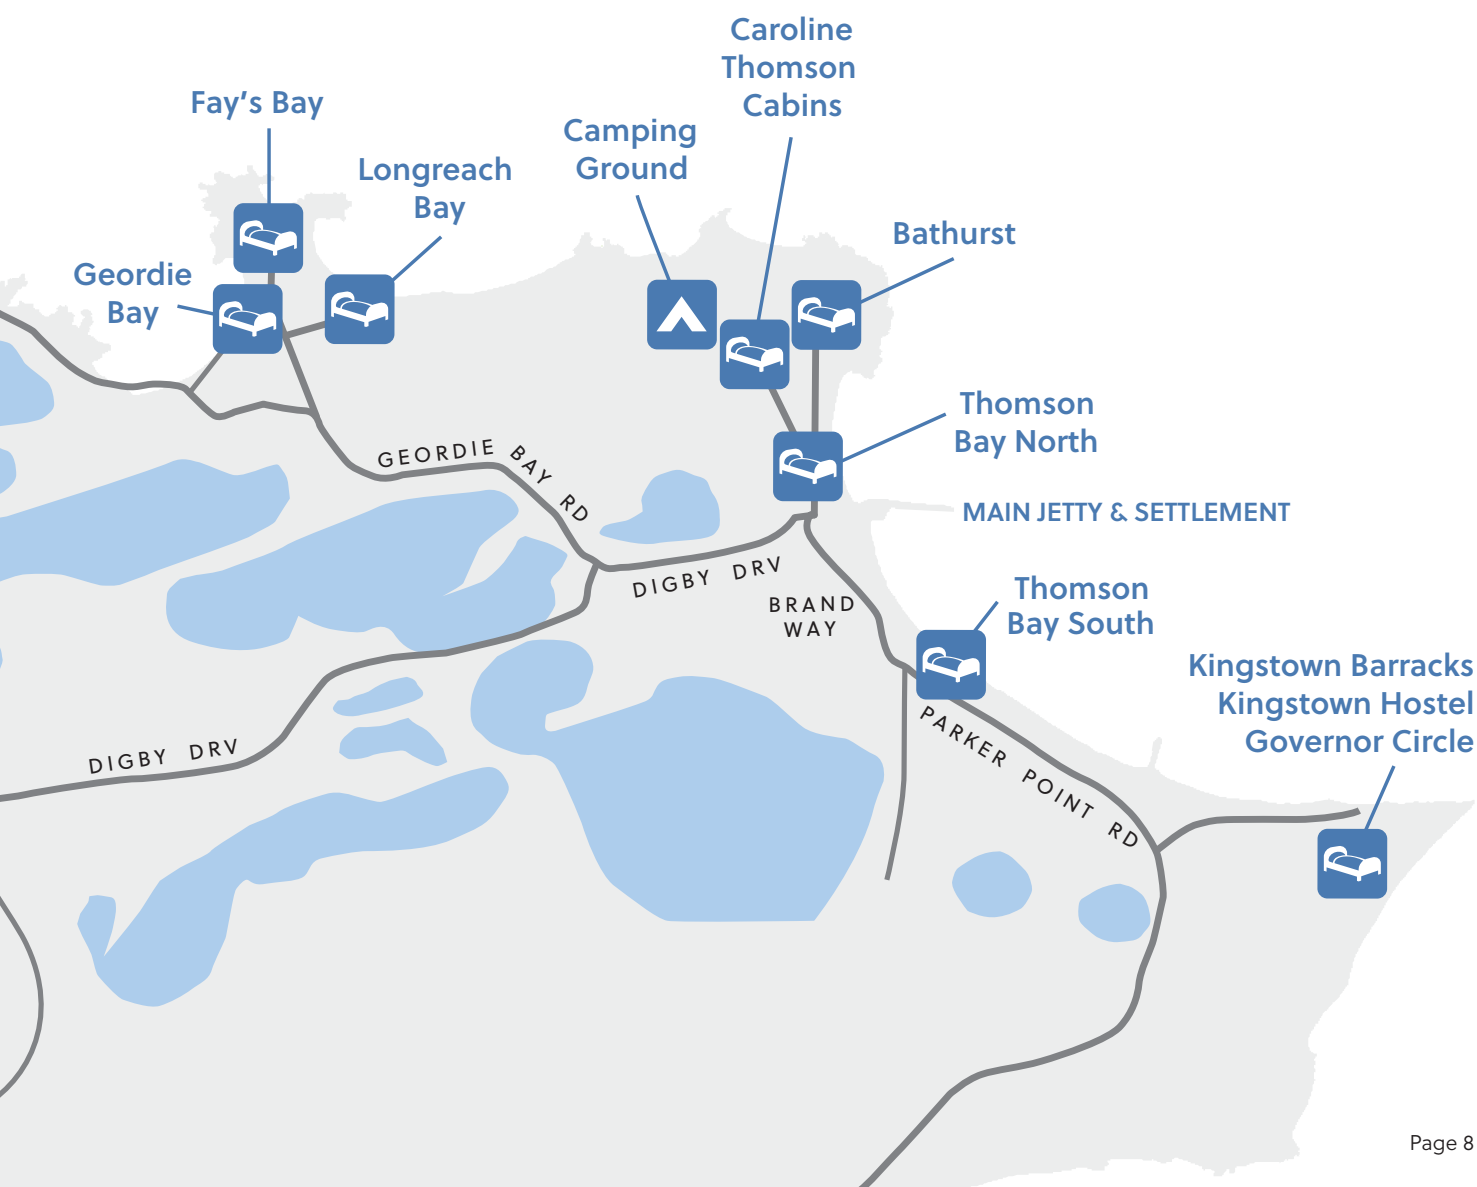 Caroline
Thomson
Cabins
Fay's Bay
Camping
Ground
Longreach
Bay
Bathurst
Geordie
Bay
Thomson
Bay North
GEORDIE BAY RD
MAIN JETTY & SETTLEMENT
DIGBY DRV
BRAND
WAY
Thomson
Bay South
Kingstown Barracks
Kingstown Hostel
Governor Circle
PARKER POINT RD
DIGBY DRV
Page 8